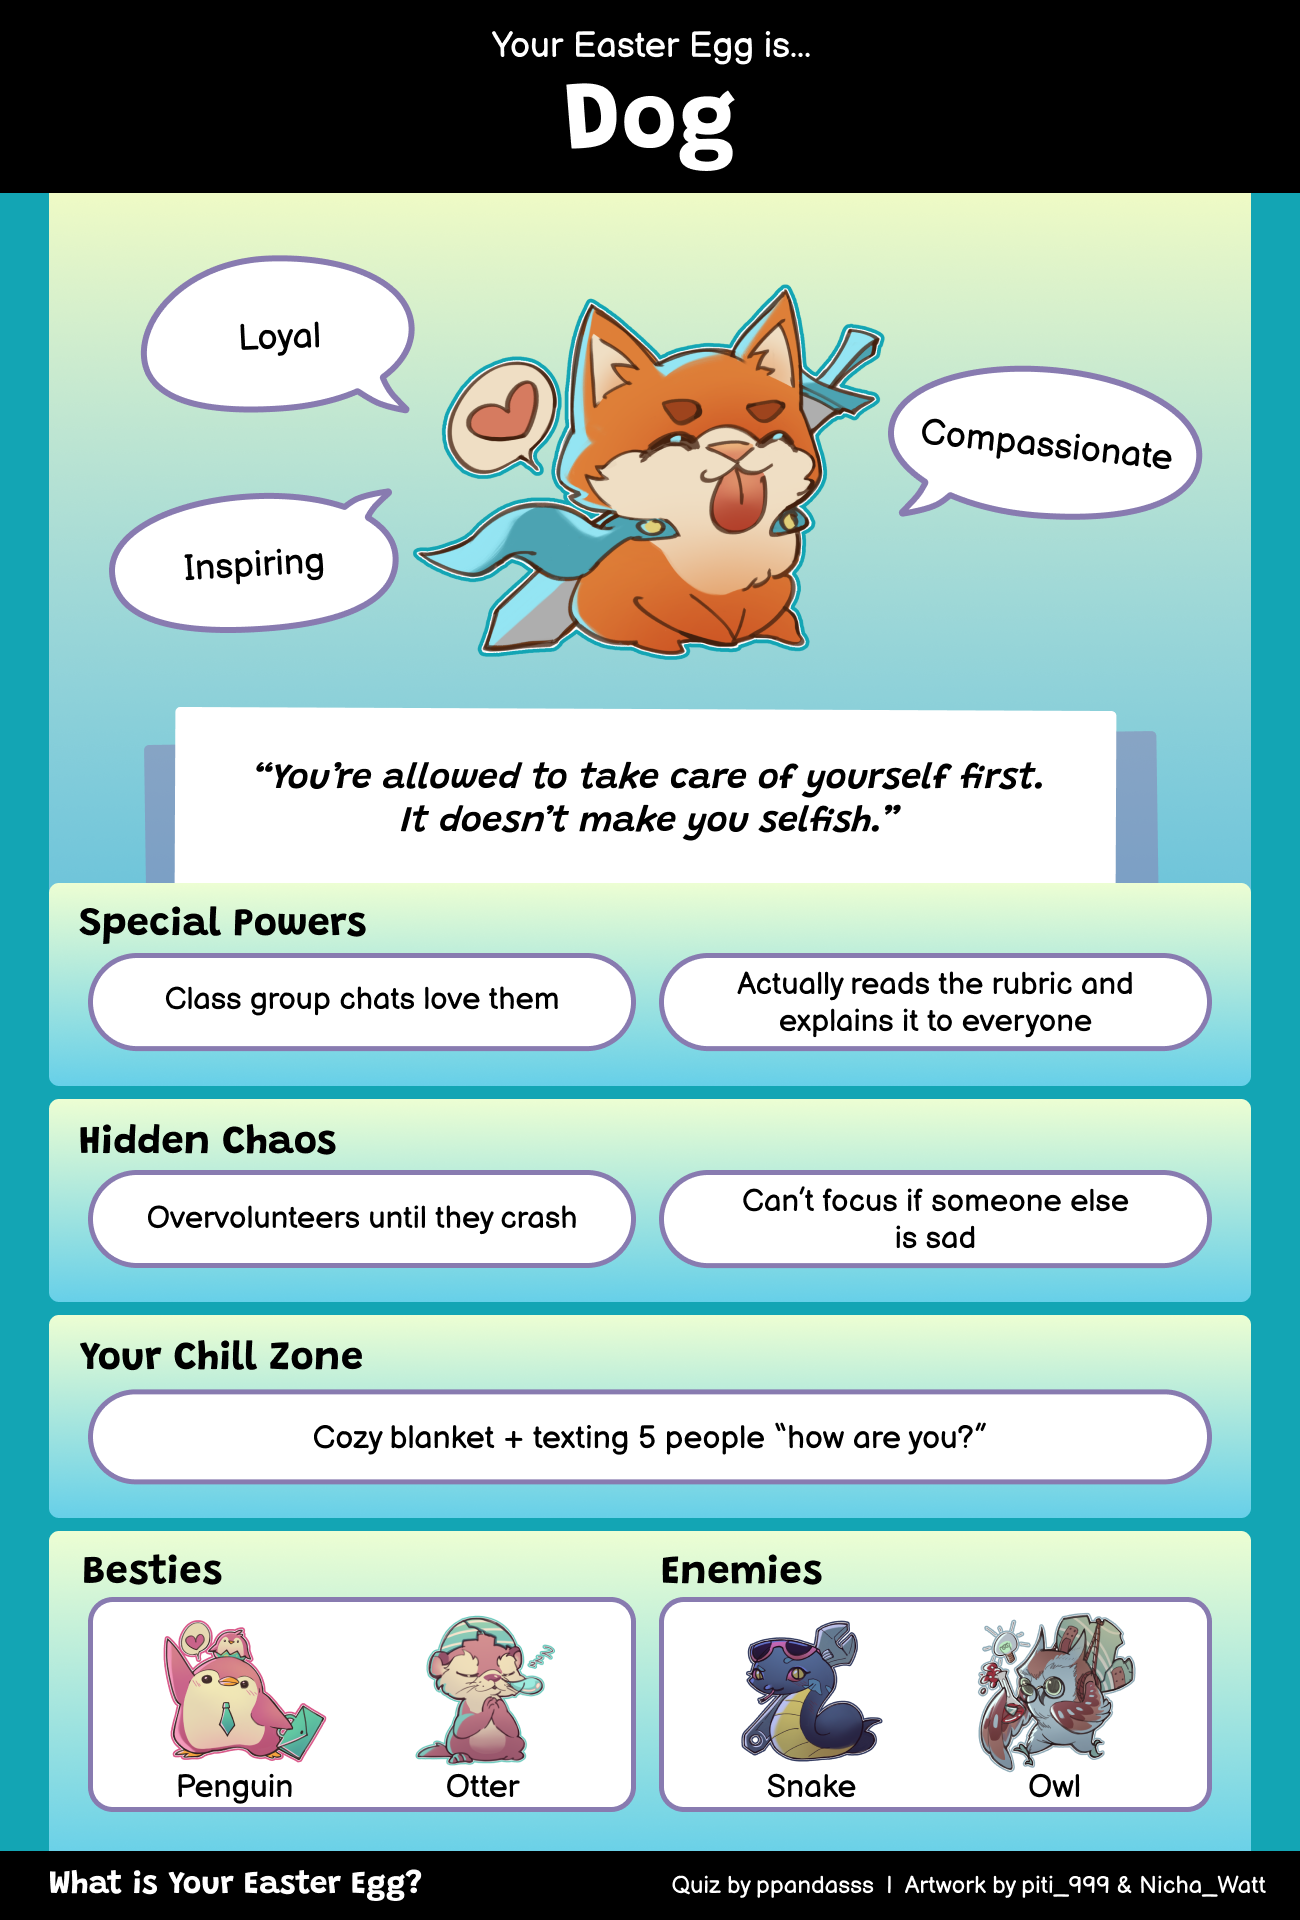 Your Easter Egg is...
Dog
Loyal
Compassionate
Inspiring
“You’re allowed to take care of yourself first.
It doesn’t make you selfish.”
Special Powers
Class group chats love them
Actually reads the rubric and
explains it to everyone
Hidden Chaos
Overvolunteers until they crash
Can’t focus if someone else
is sad
Your Chill Zone
Cozy blanket + texting 5 people “how are you?”
Besties
Enemies
Penguin
Otter
Snake
Owl
What is Your Easter Egg?
Quiz by ppandasss | Artwork by piti_999 & Nicha_Watt